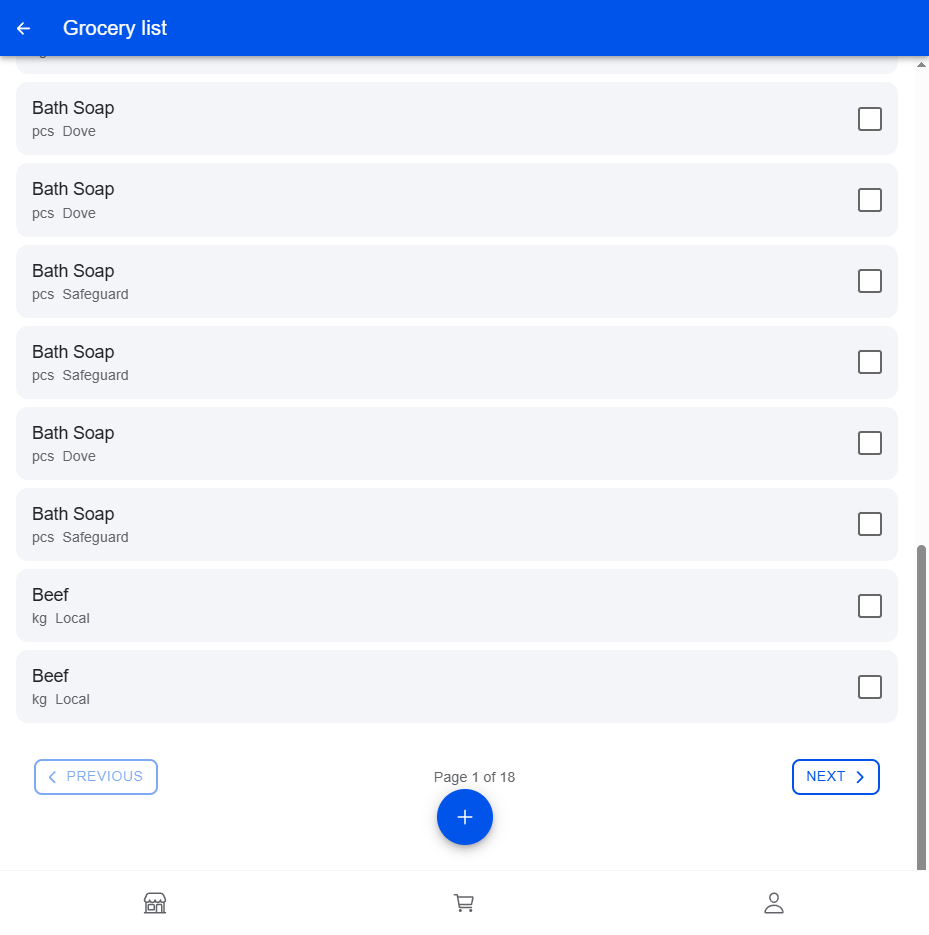 Grocery list
Bath Soap
pcs Dove
Bath Soap
pcs Dove
Bath Soap
pcs Safeguard
Bath Soap
pcs Safeguard
Bath Soap
pcs Dove
Bath Soap
pcs Safeguard
Beef
kg Local
Beef
kg Local
PREVIOUS
Page 1 of 18
NEXT